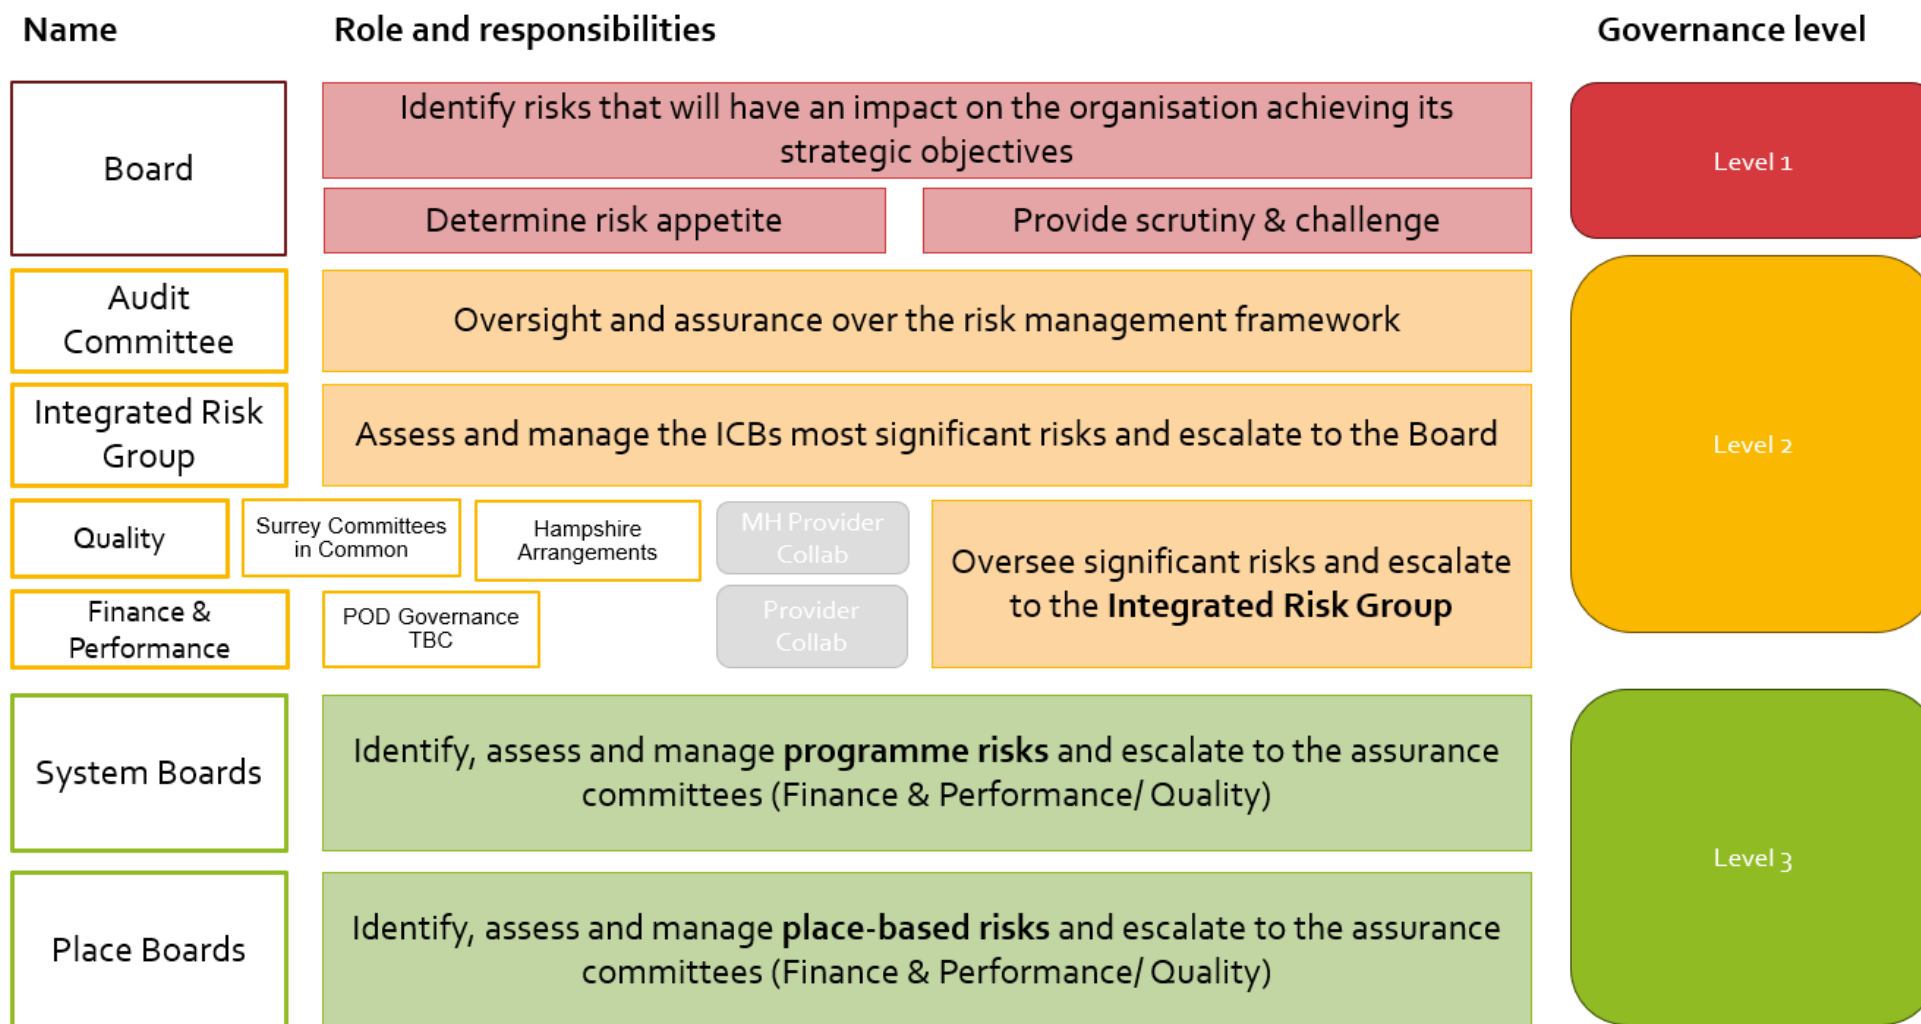 Name
Role and responsibilities
Governance level
Board
Identify risks that will have an impact on the organisation achieving its
strategic objectives
Determine risk appetite
Provide scrutiny & challenge
Level 1
Audit
Committee
Oversight and assurance over the risk management framework
Integrated Risk
Group
Assess and manage the ICBs most significant risks and escalate to the Board
Level 2
Quality
Surrey Committees
in Common
Hampshire
Arrangements
MH Provider
Collab
Oversee significant risks and escalate
to the Integrated Risk Group
Finance &
Performance
POD Governance
TBC
Provider
Collab
System Boards
Identify, assess and manage programme risks and escalate to the assurance
committees (Finance & Performance/ Quality)
Level 3
Place Boards
Identify, assess and manage place-based risks and escalate to the assurance
committees (Finance & Performance/ Quality)